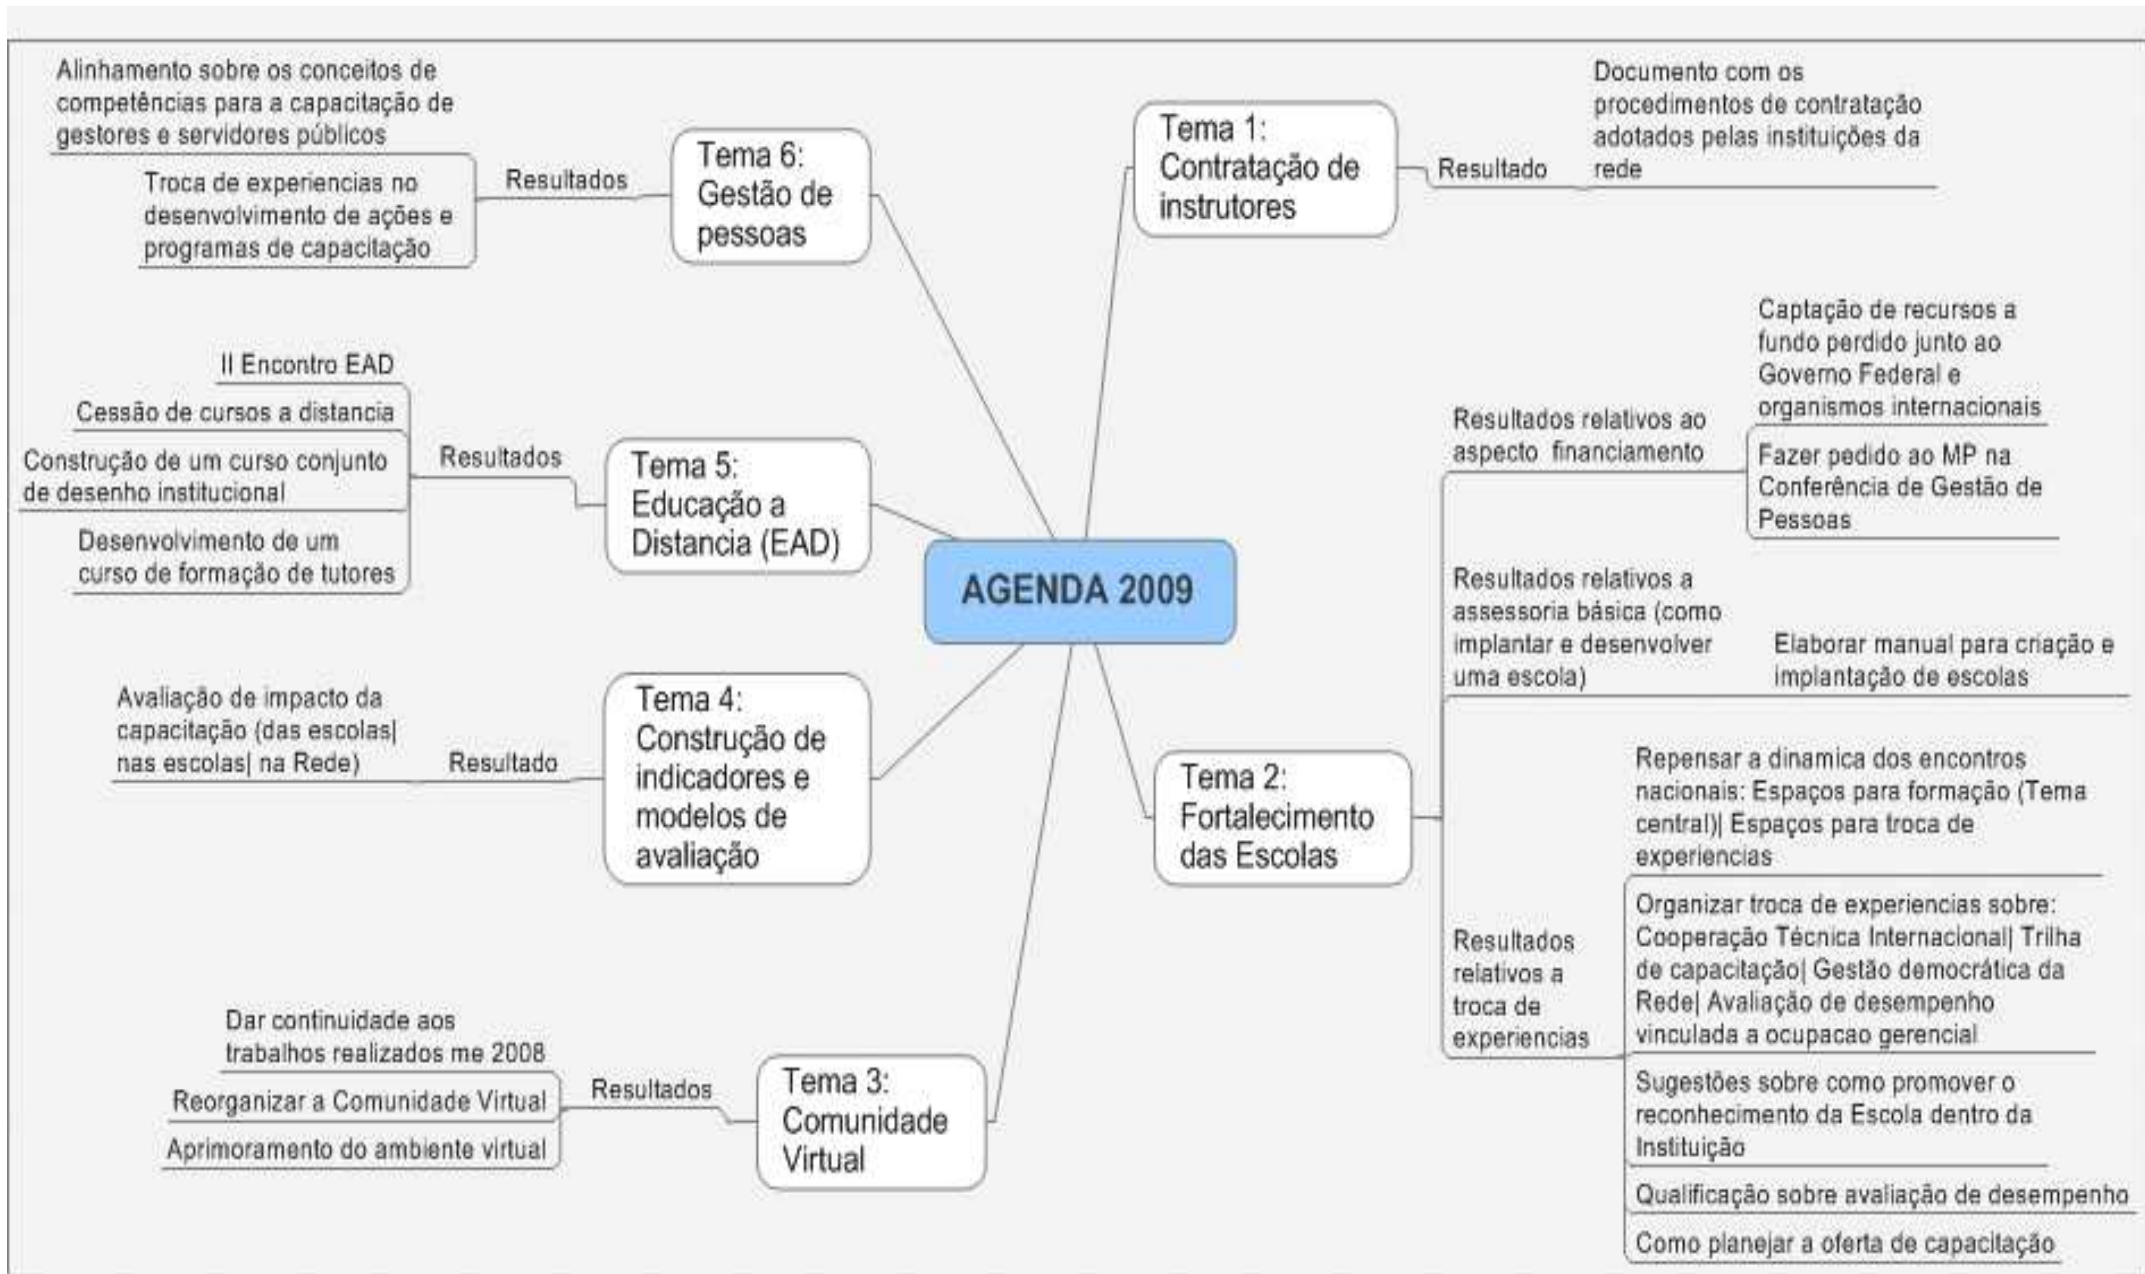 AGENDA 2009
Tema 1:
Contratação de
instrutores
Resultado
Documento com os
procedimentos de contratação
adotados pelas instituições da
rede
Tema 2:
Fortalecimento
das Escolas
Resultados relativos ao
aspecto financiamento
Captação de recursos a
fundo perdido junto ao
Governo Federal e
organismos internacionais
Fazer pedido ao MP na
Conferência de Gestão de
Pessoas
Resultados relativos a
assessoria básica (como
implantar e desenvolver
uma escola)
Elaborar manual para criação e
implantação de escolas
Resultados
relativos a
troca de
experiencias
Repensar a dinamica dos encontros
nacionais: Espaços para formação (Tema
central)| Espaços para troca de
experiencias
Organizar troca de experiencias sobre:
Cooperação Técnica Internacional| Trilha
de capacitação| Gestão democrática da
Rede| Avaliação de desempenho
vinculada a ocupacao gerencial
Sugestões sobre como promover o
reconhecimento da Escola dentro da
Instituição
Qualificação sobre avaliação de desempenho
Como planejar a oferta de capacitação
Tema 3:
Comunidade
Virtual
Resultados
Dar continuidade aos
trabalhos realizados me 2008
Reorganizar a Comunidade Virtual
Aprimoramento do ambiente virtual
Tema 4:
Construção de
indicadores e
modelos de
avaliação
Resultado
Avaliação de impacto da
capacitação (das escolas|
nas escolas| na Rede)
Tema 5:
Educação a
Distancia (EAD)
Resultados
II Encontro EAD
Cessão de cursos a distancia
Construção de um curso conjunto
de desenho institucional
Desenvolvimento de um
curso de formação de tutores
Tema 6:
Gestão de
pessoas
Resultados
Alinhamento sobre os conceitos de
competências para a capacitação de
gestores e servidores públicos
Troca de experiencias no
desenvolvimento de ações e
programas de capacitação